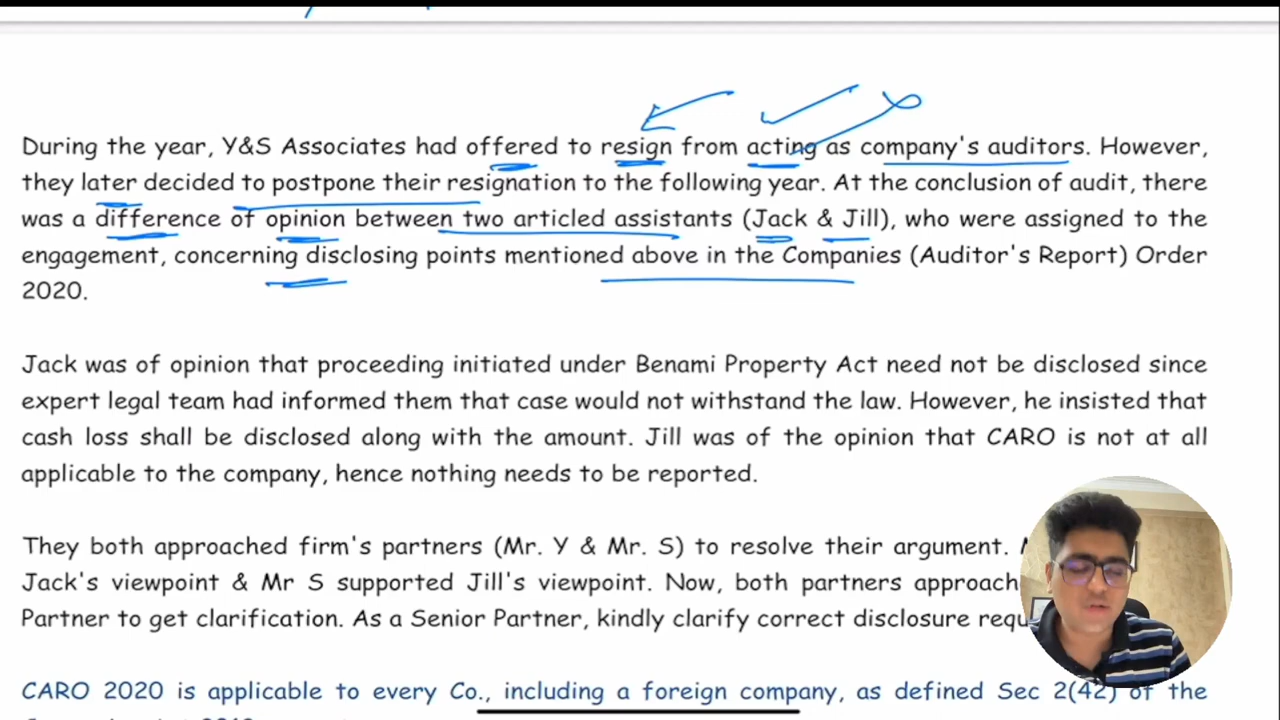 During the year, Y&S Associates had offered to resign from acting as company's auditors. However,
they later decided to postpone their resignation to the following year. At the conclusion of audit, there
was a difference of opinion between two articled assistants (Jack & Jill), who were assigned to the
engagement, concerning disclosing points mentioned above in the Companies (Auditor's Report) Order
2020.
Jack was of opinion that proceeding initiated under Benami Property Act need not be disclosed since
expert legal team had informed them that case would not withstand the law. However, he insisted that
cash loss shall be disclosed along with the amount. Jill was of the opinion that CARO is not at all
applicable to the company, hence nothing needs to be reported.
They both approached firm's partners (Mr. Y & Mr. S) to resolve their argument.
Jack's viewpoint & Mr S supported Jill's viewpoint. Now, both partners
Partner to get clarification. As a Senior Partner, kindly clarify correct disclosure
CARO 2020 is applicable to every Co., including a foreign company, as defined Sec 2(42) of the